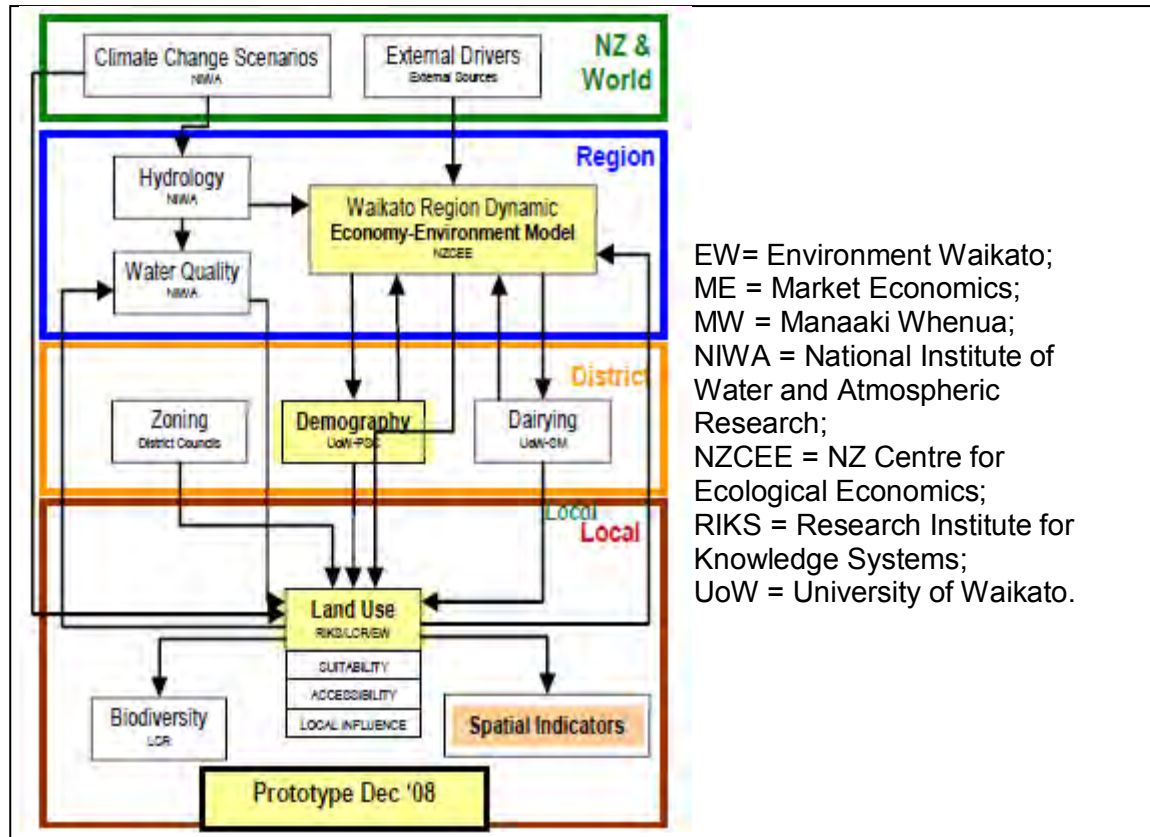 Climate Change Scenarios
NIWA
External Drivers
External Sources
NZ &
World
Region
Hydrology
NIWA
Waikato Region Dynamic
Economy-Environment Model
NZCEE
Water Quality
NIWA
District
Zoning
District Councils
Demography
UoW-PSC
Dairying
UoW-SM
Local
Local
Land Use
RIKS/LCR/EW
SUITABILITY
ACCESSIBILITY
LOCAL INFLUENCE
Biodiversity
LCR
Spatial Indicators
Prototype Dec '08
EW= Environment Waikato;
ME = Market Economics;
MW = Manaaki Whenua;
NIWA = National Institute of
Water and Atmospheric
Research;
NZCEE = NZ Centre for
Ecological Economics;
RIKS = Research Institute for
Knowledge Systems;
UoW = University of Waikato.